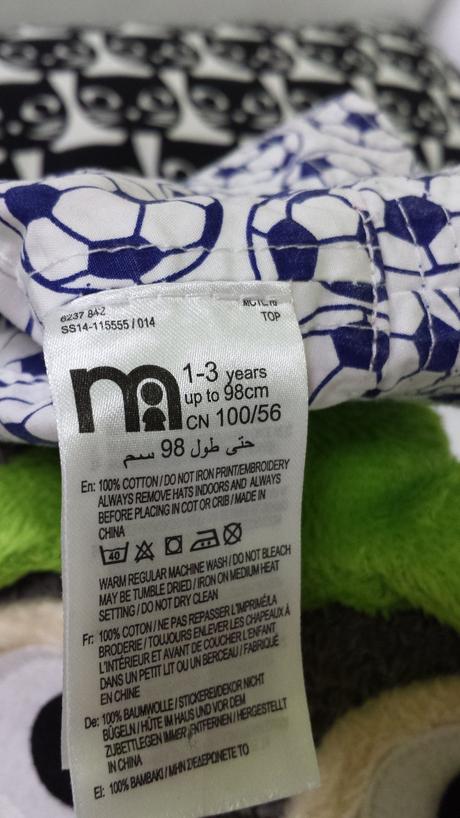 6237 842
SS14-115555 / 014
TOP
m
1-3 years
up to 98cm
CN 100/56
حتى طول 98 سم
En: 100% COTTON / DO NOT IRON PRINT/EMBROIDERY
ALWAYS REMOVE HATS INDOORS AND ALWAYS
BEFORE PLACING IN COT OR CRIB / MADE IN
CHINA
40
WARM REGULAR MACHINE WASH / DO NOT BLEACH
MAY BE TUMBLE DRIED / IRON ON MEDIUM HEAT
SETTING / DO NOT DRY CLEAN
Fr: 100% COTON / NE PAS REPASSER L'IMPRIMÉ/LA
BRODERIE / TOUJOURS ENLEVER LES CHAPEAUX À
L'INTÉRIEUR ET AVANT DE COUCHER L'ENFANT
DANS UN PETIT LIT OU UN BERCEAU / FABRIQUÉ
EN CHINE
De: 100% BAUMWOLLE / STICKEREI/DEKOR NICHT
BÜGELN / HÜTE IM HAUS UND VOR DEM
ZUBETTLEGEN IMMER ENTFERNEN / HERGESTELLT
IN CHINA
El: 100% ΒΑΜΒΑΚΙ / ΜΗΝ ΣΙΔΕΡΩΝΕΤΕ ΤΟ